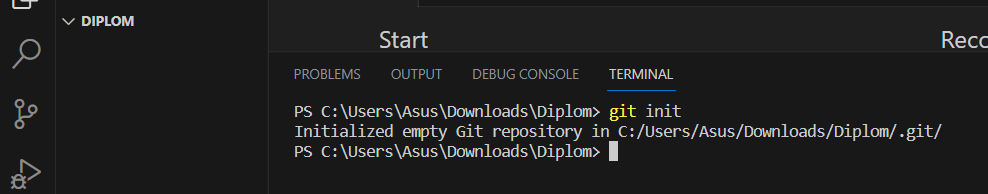 DIPLOM
Start
Recc
PROBLEMS OUTPUT DEBUG CONSOLE TERMINAL
PS C:\Users\Asus\Downloads\Diplom> git init
Initialized empty Git repository in C:/Users/Asus/Downloads/Diplom/.git/
PS C:\Users\Asus\Downloads\Diplom>